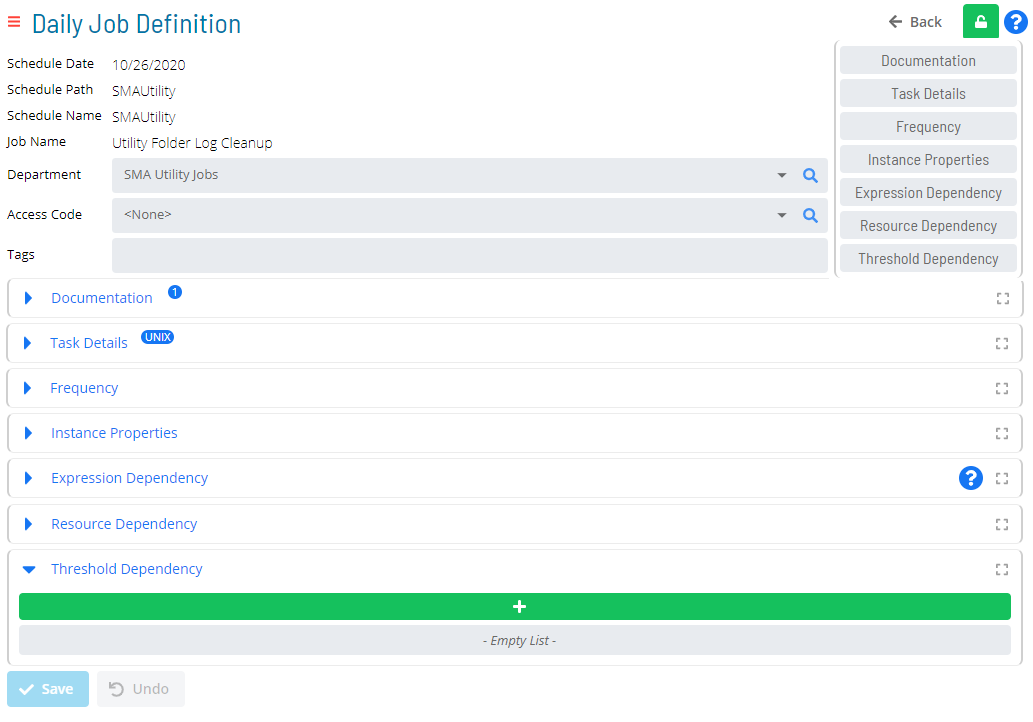 Daily Job Definition
Back
?
Schedule Date 10/26/2020
Schedule Path SMAUtility
Schedule Name SMAUtility
Job Name Utility Folder Log Cleanup
Department SMA Utility Jobs
Access Code <None>
Tags
Documentation
Task Details
Frequency
Instance Properties
Expression Dependency
Resource Dependency
Threshold Dependency
Documentation 1
Task Details UNIX
Frequency
Instance Properties
Expression Dependency ?
Resource Dependency
Threshold Dependency
+
- Empty List -
Save Undo